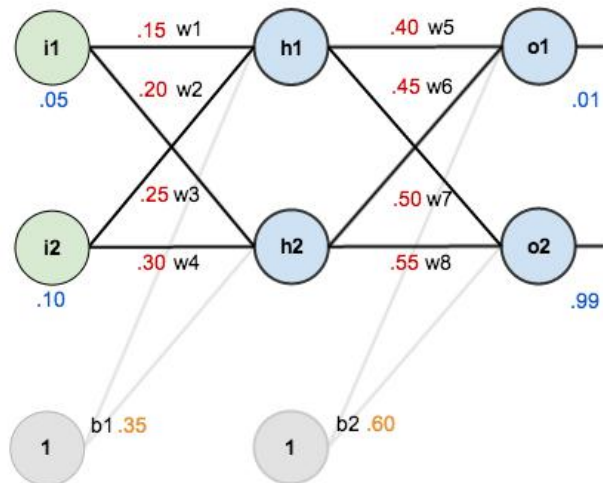 i1 .15 w1 h1 .40 w5 o1
.05 .20 w2 .45 w6 .01
.25 w3 .50 w7
i2 .30 w4 h2 .55 w8 o2
.10 .99
1 b1 .35 1 b2 .60